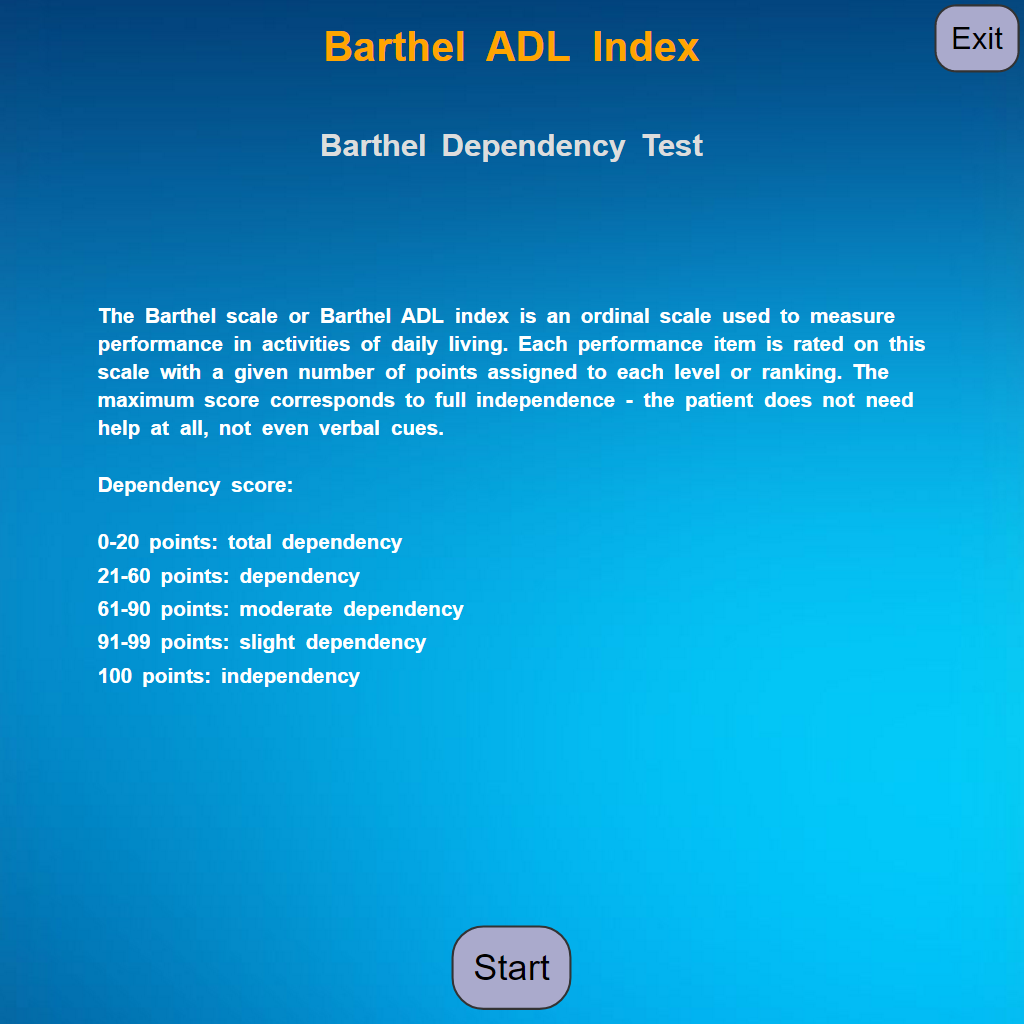 Barthel ADL Index
Exit
Barthel Dependency Test
The Barthel scale or Barthel ADL index is an ordinal scale used to measure
performance in activities of daily living. Each performance item is rated on this
scale with a given number of points assigned to each level or ranking. The
maximum score corresponds to full independence - the patient does not need
help at all, not even verbal cues.
Dependency score:
0-20 points: total dependency
21-60 points: dependency
61-90 points: moderate dependency
91-99 points: slight dependency
100 points: independency
Start